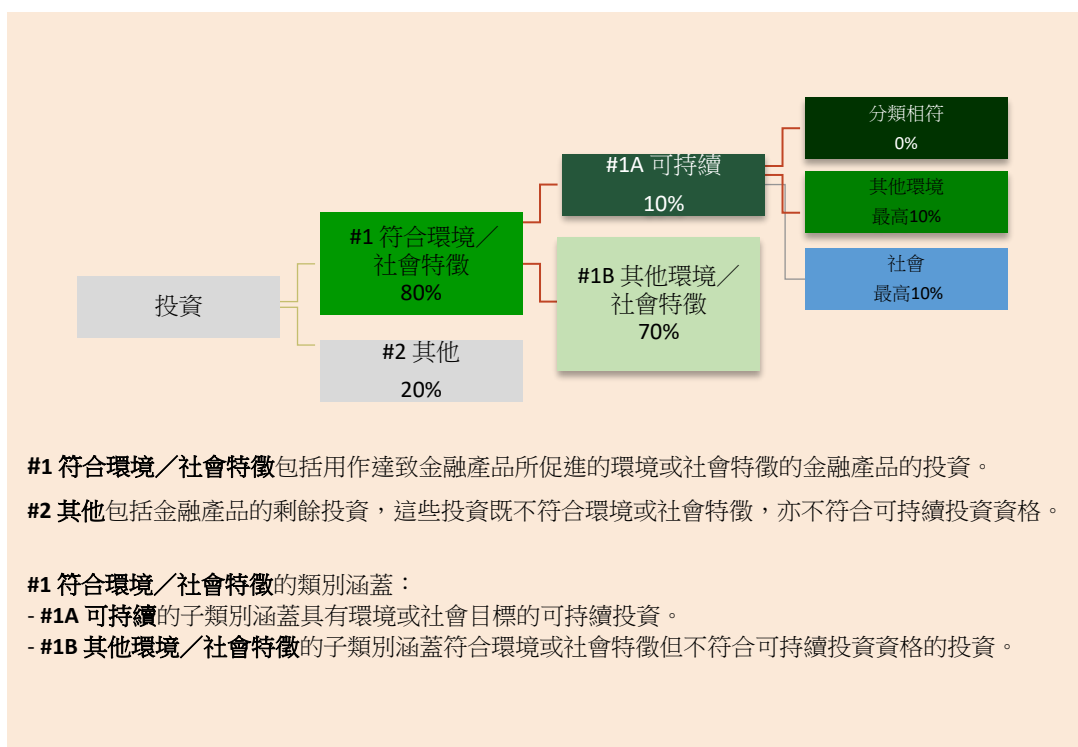 投資
#1 符合環境／
社會特徵
80%
#2 其他
20%
#1A 可持續
10%
#1B 其他環境／
社會特徵
70%
分類相符
0%
其他環境
最高10%
社會
最高10%
#1 符合環境／社會特徵包括用作達致金融產品所促進的環境或社會特徵的金融產品的投資。
#2 其他包括金融產品的剩餘投資，這些投資既不符合環境或社會特徵，亦不符合可持續投資資格。
#1 符合環境／社會特徵的類別涵蓋：
- #1A 可持續的子類別涵蓋具有環境或社會目標的可持續投資。
- #1B 其他環境／社會特徵的子類別涵蓋符合環境或社會特徵但不符合可持續投資資格的投資。